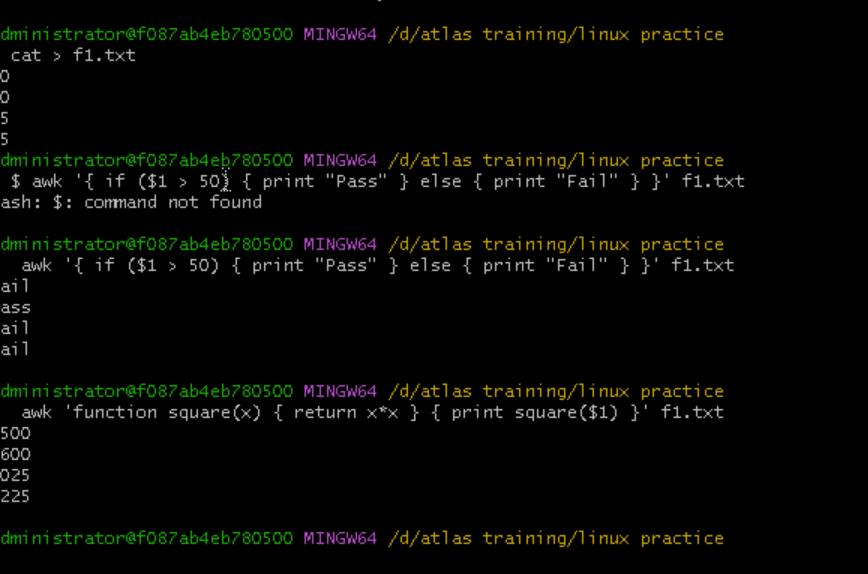 dministrator@f087ab4eb780500 MINGW64 /d/atlas training/linux practice
cat > f1.txt
0
0
5
5
dministrator@f087ab4eb780500 MINGW64 /d/atlas training/linux practice
$ awk '{ if ($1 > 50) { print "Pass" } else { print "Fail" } }' f1.txt
ash: $: command not found
dministrator@f087ab4eb780500 MINGW64 /d/atlas training/linux practice
awk '{ if ($1 > 50) { print "Pass" } else { print "Fail" } }' f1.txt
ail
ass
ail
ail
dministrator@f087ab4eb780500 MINGW64 /d/atlas training/linux practice
awk 'function square(x) { return x*x } { print square($1) }' f1.txt
500
600
025
225
dministrator@f087ab4eb780500 MINGW64 /d/atlas training/linux practice